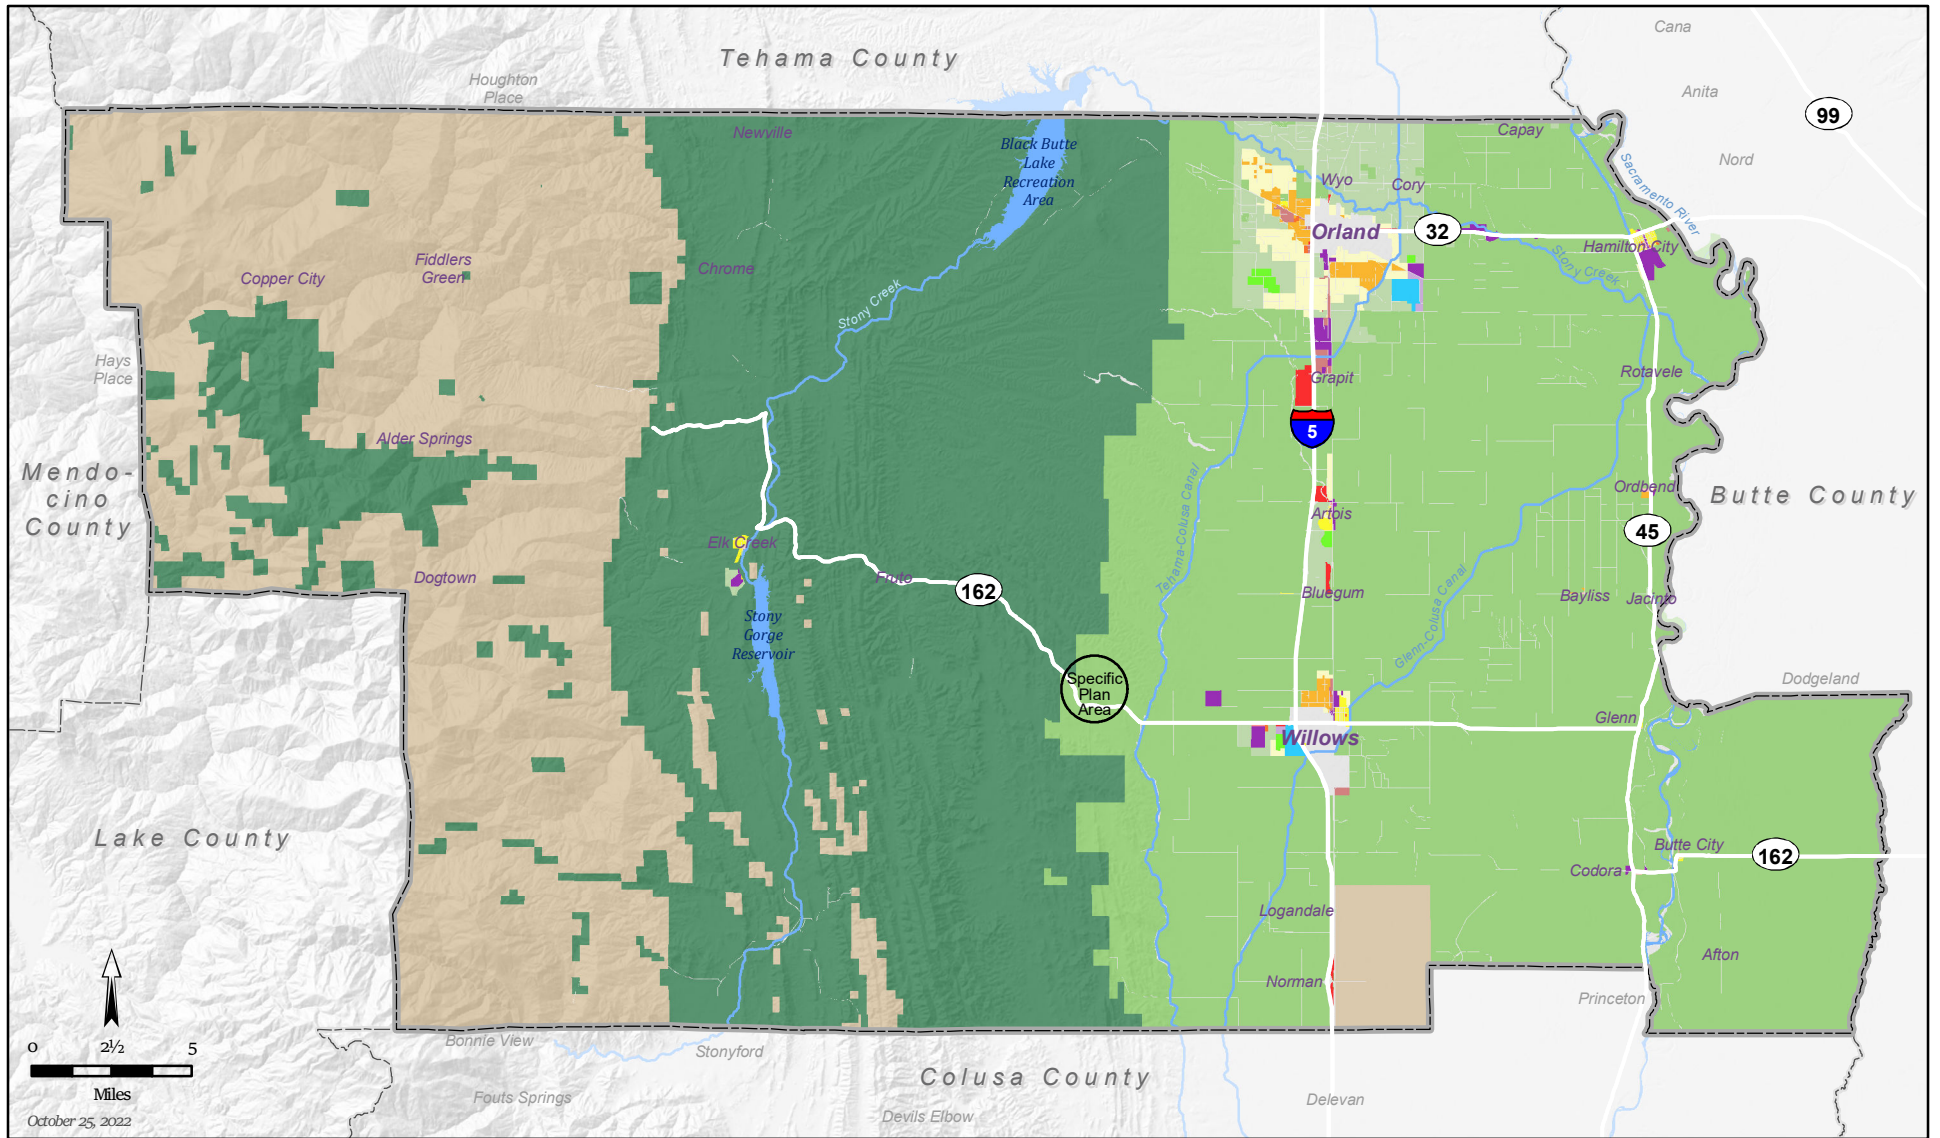 Cana
Tehama County
Houghton
Place
Anita
99
Newville
Capay
Black Butte
Lake
Recreation
Area
Nord
Sacramento River
Wyo
Cory
Orland
32
Hamilton City
Stony Creek
Fiddlers
Green
Copper City
Chrome
Stony Creek
Hays
Place
Rotavele
Grapit
5
Alder Springs
Mendo-
cino
County
Tehama-Colusa Canal
Ordbend
Butte County
Artois
45
Elk Creek
Dogtown
Fruto
162
Bluegum
Bayliss
Jacinto
Glenn-Colusa Canal
Stony
Gorge
Reservoir
Specific
Plan
Area
Dodgeland
Glenn
Willows
Lake County
Butte City
162
Codora
Logandale
Afton
Norman
Princeton
0
2½
5
Miles
October 25, 2022
Bonnie View
Stonyford
Colusa County
Fouts Springs
Devils Elbow
Delevan